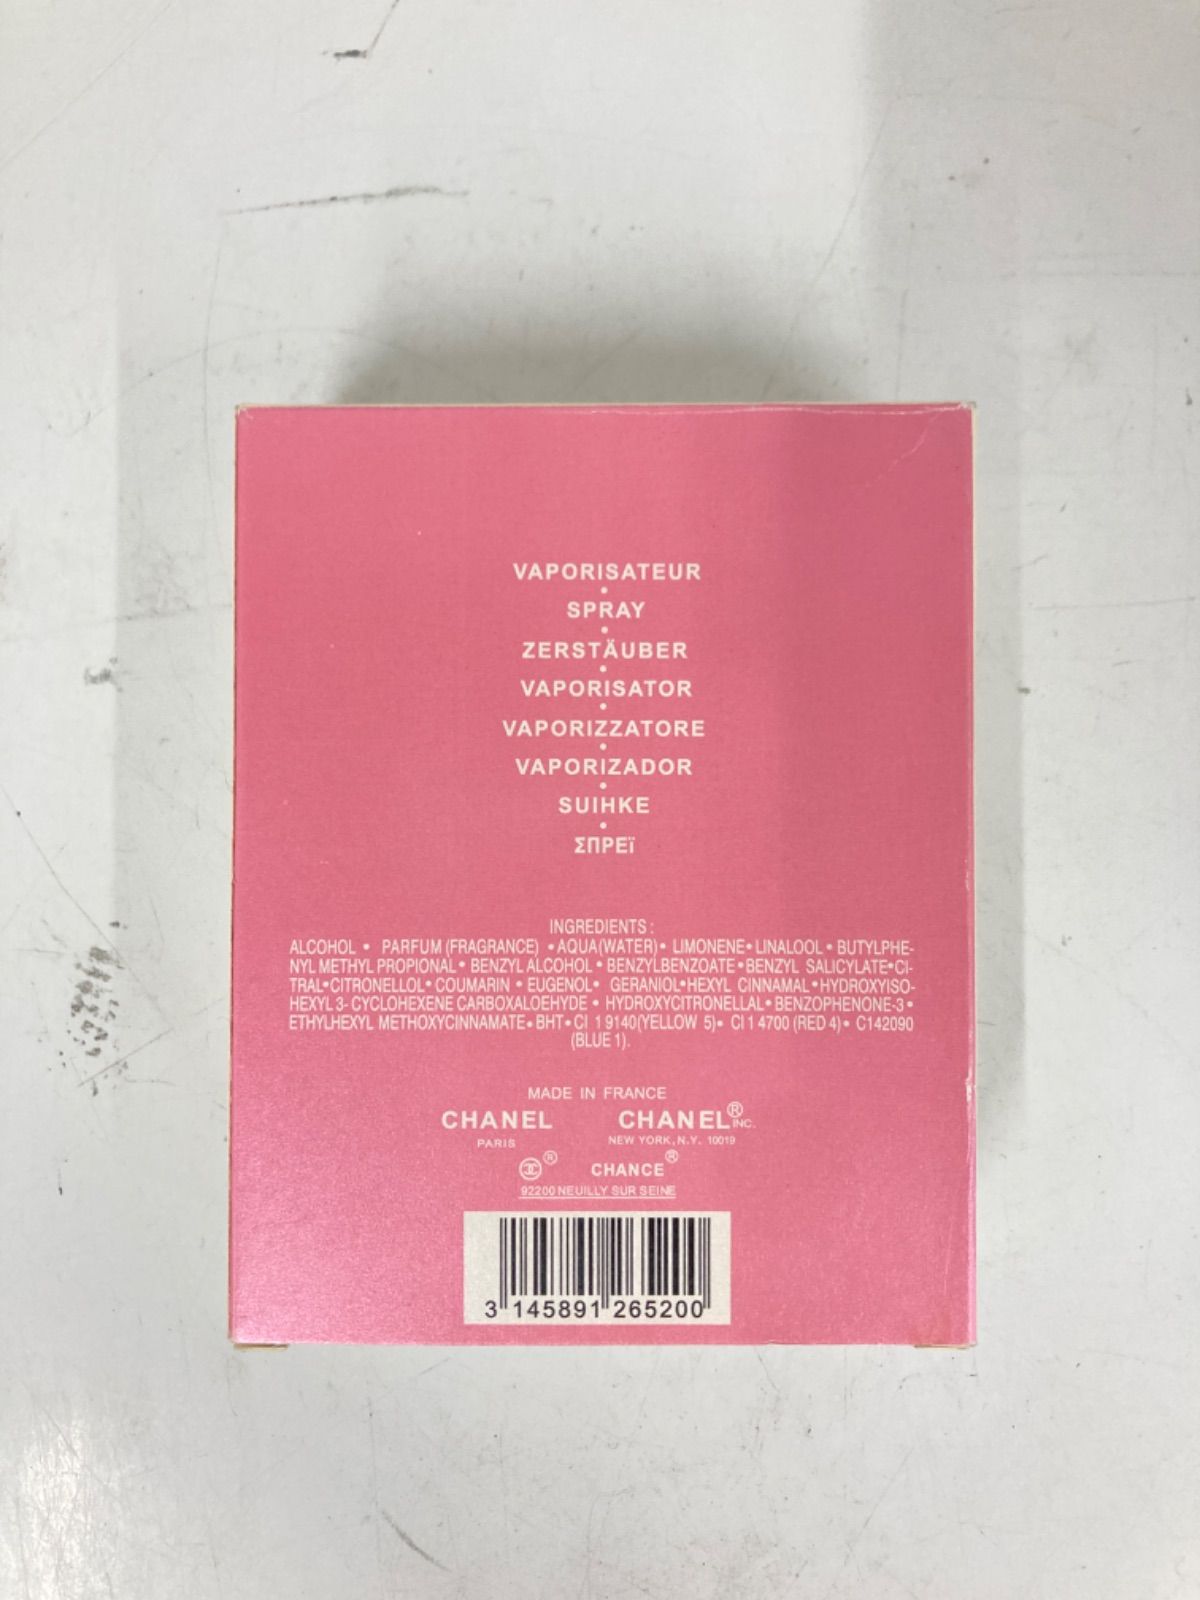 VAPORISATEUR
•
SPRAY
•
ZERSTÄUBER
•
VAPORISATOR
•
VAPORIZZATORE
•
VAPORIZADOR
•
SUIHKE
•
ΣΠΡΕΪ
INGREDIENTS :
ALCOHOL • PARFUM (FRAGRANCE) •AQUA(WATER)• LIMONENE•LINALOOL•BUTYLPHE-
NYL METHYL PROPIONAL•BENZYL ALCOHOL•BENZYLBENZOATE•BENZYL SALICYLATE•CI-
TRAL•CITRONELLOL•COUMARIN•EUGENOL• GERANIOL•HEXYL CINNAMAL•HYDROXYISO-
HEXYL 3- CYCLOHEXENE CARBOXALOEHYDE•HYDROXYCITRONELLAL•BENZOPHENONE-3•
ETHYLHEXYL METHOXYCINNAMATE•BHT•CI 1 9140(YELLOW 5)• CI 1 4700 (RED 4)• C142090
(BLUE 1).
MADE IN FRANCE
CHANEL CHANEL® INC.
PARIS NEW YORK, N.Y. 10019
® CHANCE®
92200 NEUILLY SUR SEINE
3 145891 265200